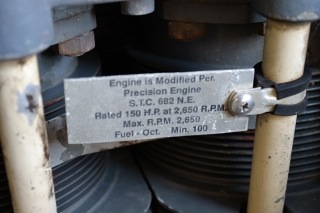 Engine is Modified Per.
Precision Engine
S.T.C. 682 N.E.
Rated 150 H.P. at 2,650 R.P.M.
Max. R.P.M. 2,650
Fuel - Oct. Min. 100